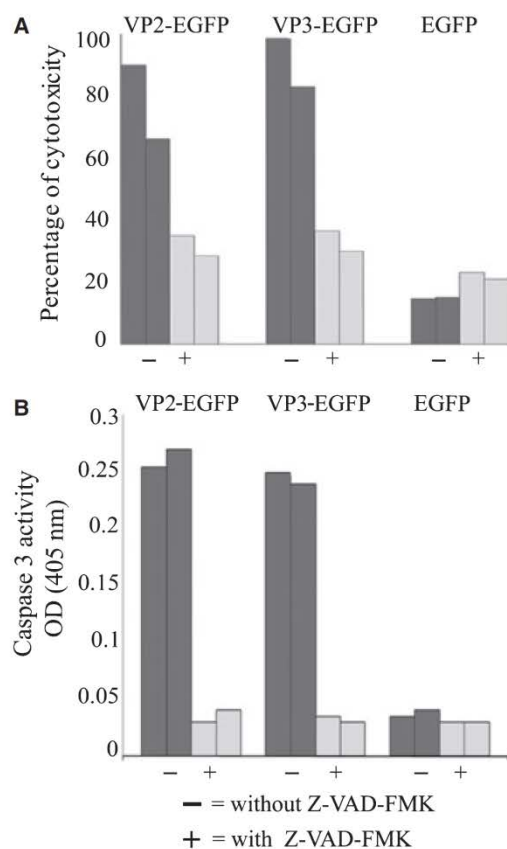 A
VP2-EGFP VP3-EGFP EGFP
Percentage of cytotoxicity
100
80
60
40
20
0
– + – + – +
B
VP2-EGFP VP3-EGFP EGFP
Caspase 3 activity
OD (405 nm)
0.3
0.25
0.2
0.15
0.1
0.05
0
– + – + – +
– = without Z-VAD-FMK
+ = with Z-VAD-FMK